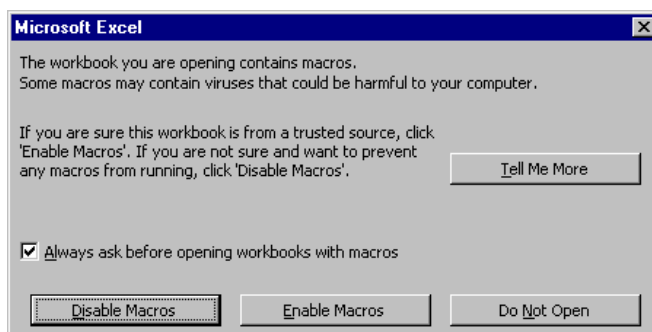 Microsoft Excel
The workbook you are opening contains macros.
Some macros may contain viruses that could be harmful to your computer.
If you are sure this workbook is from a trusted source, click
'Enable Macros'. If you are not sure and want to prevent
any macros from running, click 'Disable Macros'.
Tell Me More
Always ask before opening workbooks with macros
Disable Macros
Enable Macros
Do Not Open